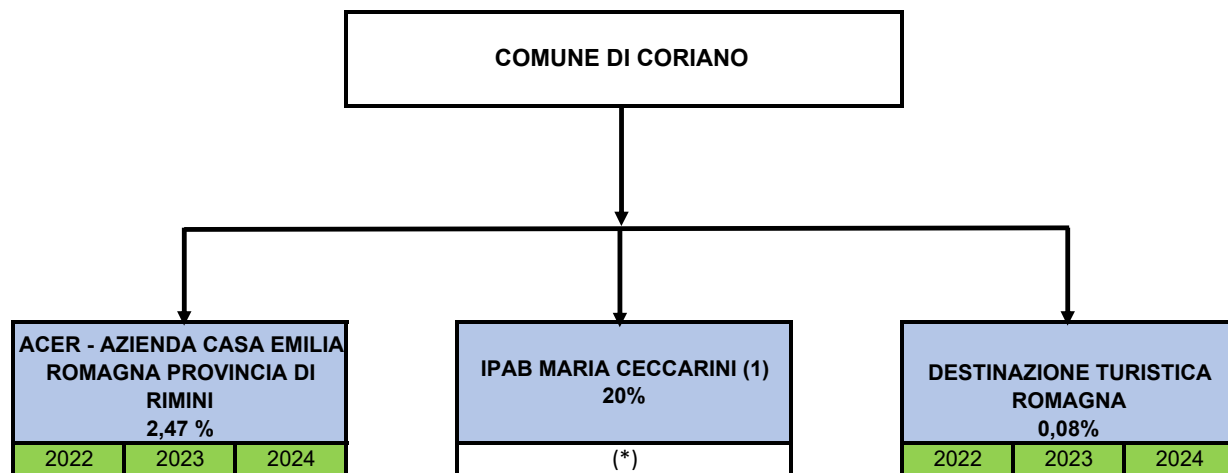 COMUNE DI CORIANO
ACER - AZIENDA CASA EMILIA
ROMAGNA PROVINCIA DI
RIMINI
2,47 %
2022 2023 2024
IPAB MARIA CECCARINI (1)
20%
(*)
DESTINAZIONE TURISTICA
ROMAGNA
0,08%
2022 2023 2024